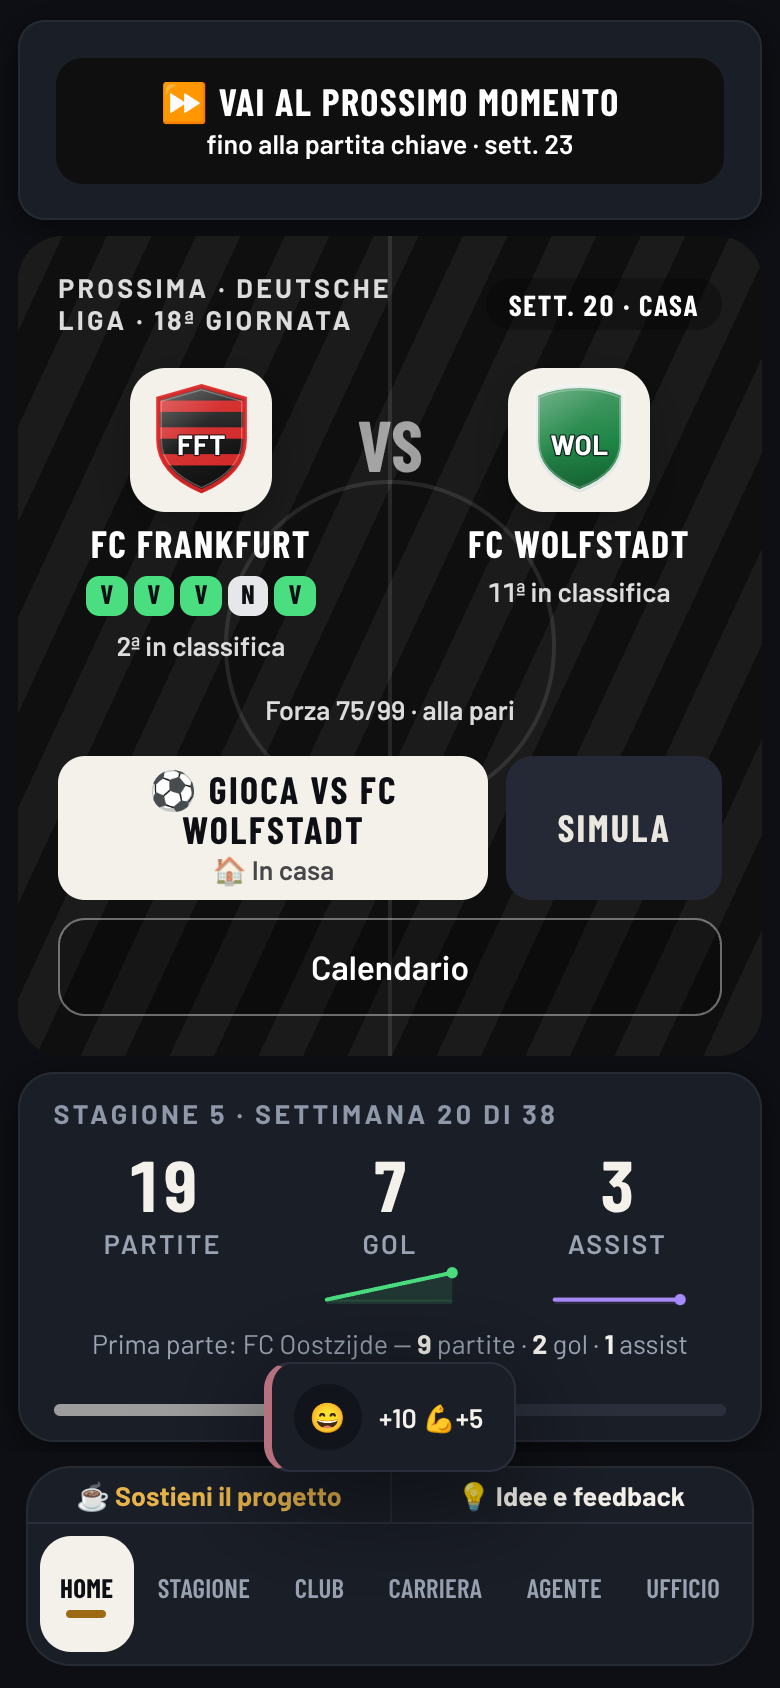 ⏩ VAI AL PROSSIMO MOMENTO
fino alla partita chiave · sett. 23
PROSSIMA · DEUTSCHE
LIGA · 18ª GIORNATA
SETT. 20 · CASA
FFT
VS
WOL
FC FRANKFURT
FC WOLFSTADT
V V V N V
11ª in classifica
2ª in classifica
Forza 75/99 · alla pari
⚽ GIOCA VS FC
WOLFSTADT
🏠 In casa
SIMULA
Calendario
STAGIONE 5 · SETTIMANA 20 DI 38
19 7 3
PARTITE GOL ASSIST
Prima parte: FC Oostzijde – 9 partite · 2 gol · 1 assist
😄 +10 💪+5
☕ Sostieni il progetto
💡 Idee e feedback
HOME STAGIONE CLUB CARRIERA AGENTE UFFICIO